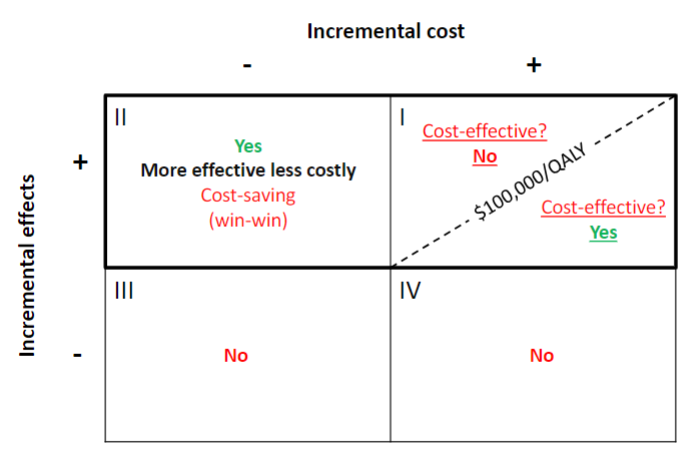 Incremental cost
-
+
Incremental effects
+
-
II
Yes
More effective less costly
Cost-saving
(win-win)
I
Cost-effective?
No
$100,000/QALY
Cost-effective?
Yes
III
No
IV
No